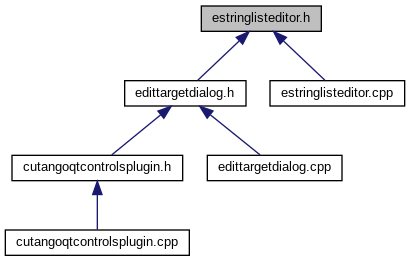 estringlisteditor.h
edittargetdialog.h
estringlisteditor.cpp
cutangoqtcontrolsplugin.h
edittargetdialog.cpp
cutangoqtcontrolsplugin.cpp